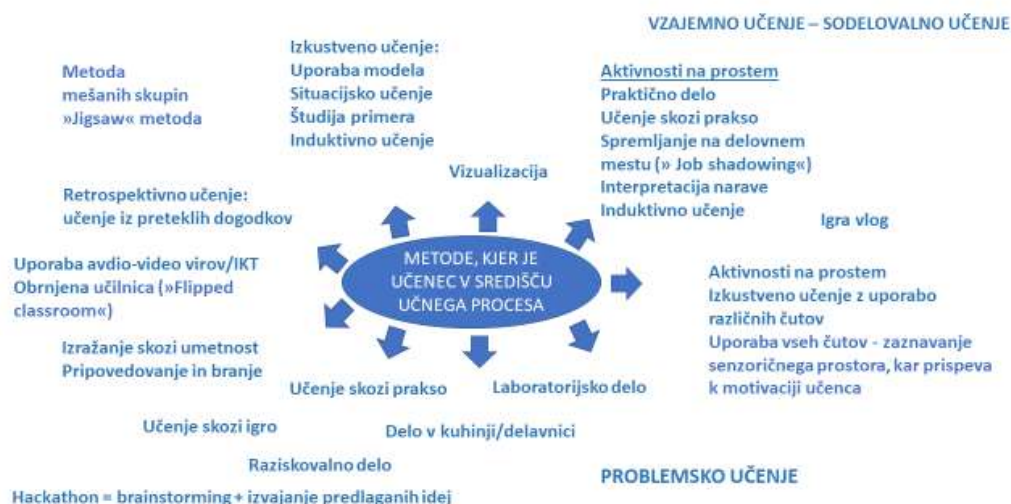 VZAJEMNO UČENJE – SODELOVALNO UČENJE
Izkustveno učenje:
Uporaba modela
Situacijsko učenje
Študija primera
Induktivno učenje
Metoda
mešanih skupin
»Jigsaw« metoda
Aktivnosti na prostem
Praktično delo
Učenje skozi prakso
Spremljanje na delovnem
mestu (» Job shadowing«)
Interpretacija narave
Induktivno učenje
Vizualizacija
Retrospektivno učenje:
učenje iz preteklih dogodkov
Igra vlog
METODE, KJER JE
UČENEC V SREDIŠČU
UČNEGA PROCESA
Uporaba avdio-video virov/IKT
Obrnjena učilnica (»Flipped
classroom«)
Aktivnosti na prostem
Izkustveno učenje z uporabo
različnih čutov
Uporaba vseh čutov - zaznavanje
senzoričnega prostora, kar prispeva
k motivaciji učenca
Izražanje skozi umetnost
Pripovedovanje in branje
Učenje skozi prakso
Laboratorijsko delo
Učenje skozi igro
Delo v kuhinji/delavnici
Raziskovalno delo
PROBLEMSKO UČENJE
Hackathon = brainstorming + izvajanje predlaganih idej